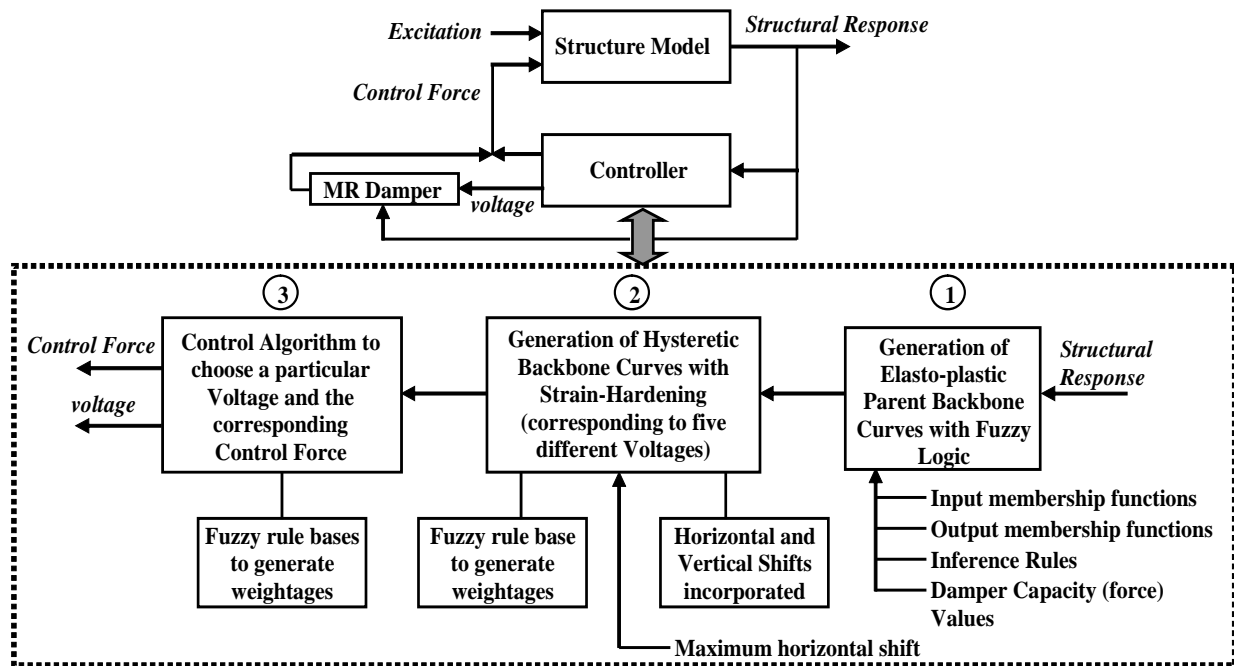 Excitation
Structure Model
Structural Response
Control Force
Controller
MR Damper
voltage
3
2
1
Control Force
voltage
Control Algorithm to
choose a particular
Voltage and the
corresponding
Control Force
Generation of Hysteretic
Backbone Curves with
Strain-Hardening
(corresponding to five
different Voltages)
Generation of
Elasto-plastic
Parent Backbone
Curves with Fuzzy
Logic
Structural
Response
Fuzzy rule bases
to generate
weightages
Fuzzy rule base
to generate
weightages
Horizontal and
Vertical Shifts
incorporated
Input membership functions
Output membership functions
Inference Rules
Damper Capacity (force)
Values
Maximum horizontal shift